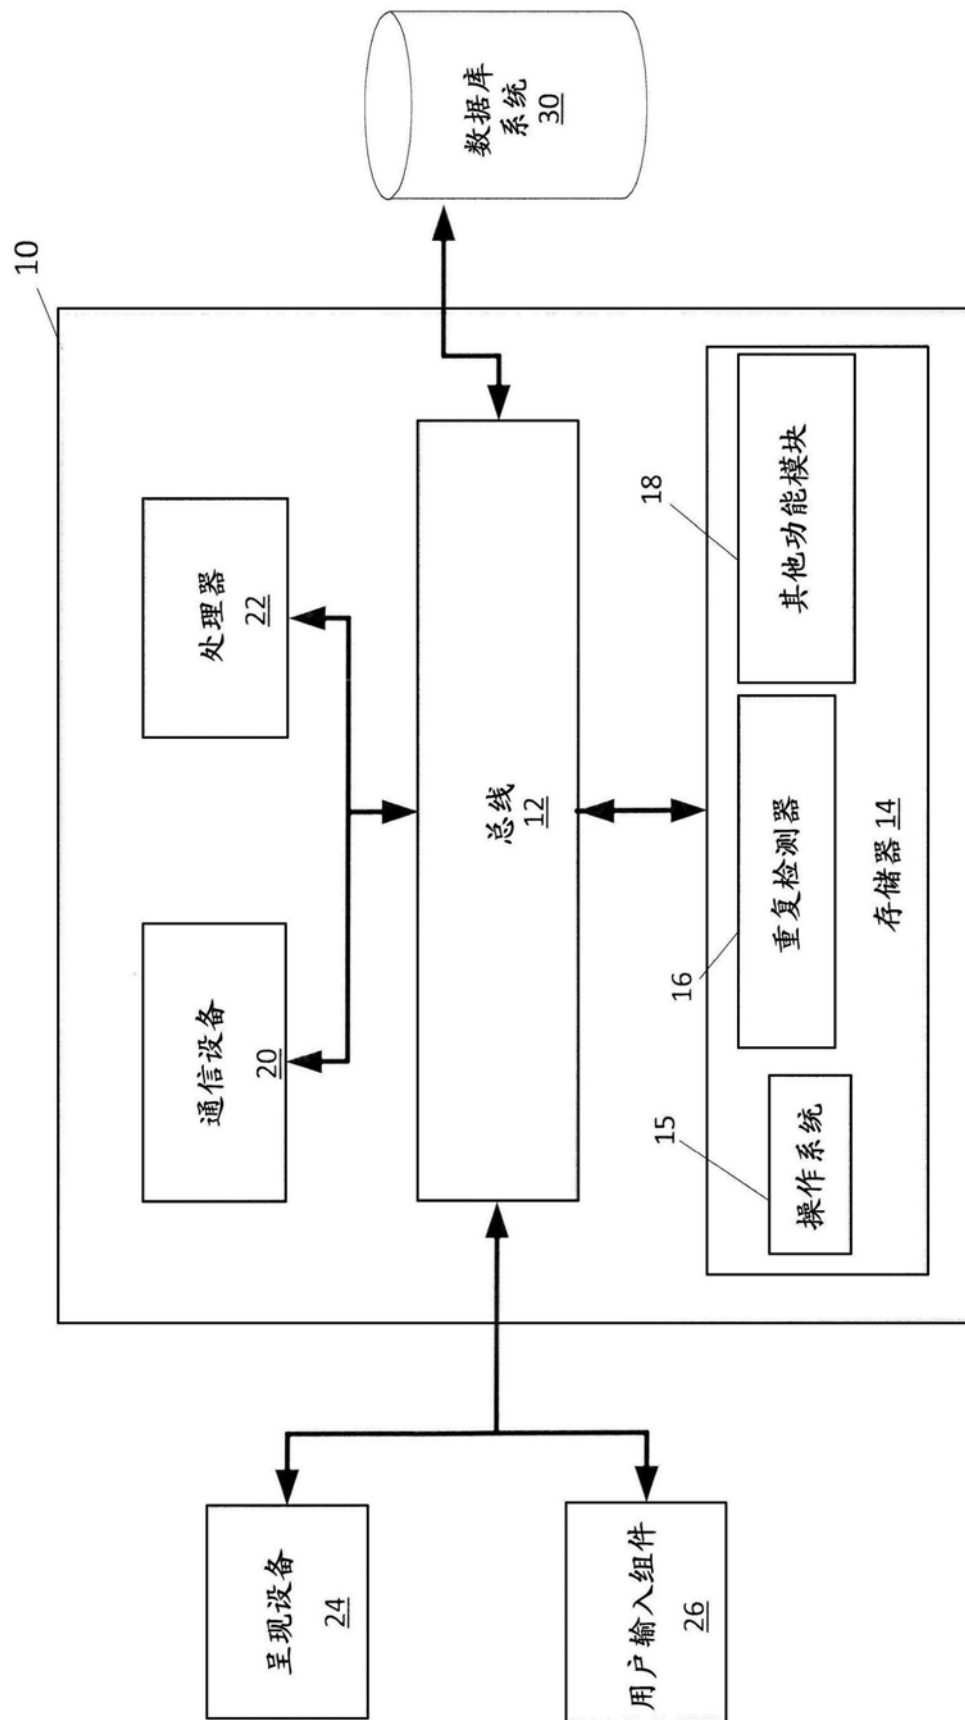 10
通信设备
20
处理器
22
呈现设备
24
总线
12
数据库
系统
30
用户输入组件
26
15
16
18
操作系统
重复检测器
其他功能模块
存储器 14